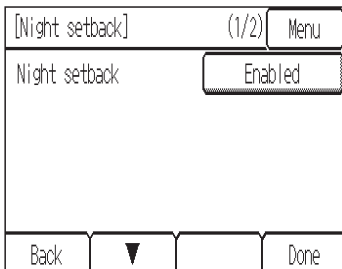 [Night setback] (1/2) Menu
Night setback Enabled
Back ▼ Done